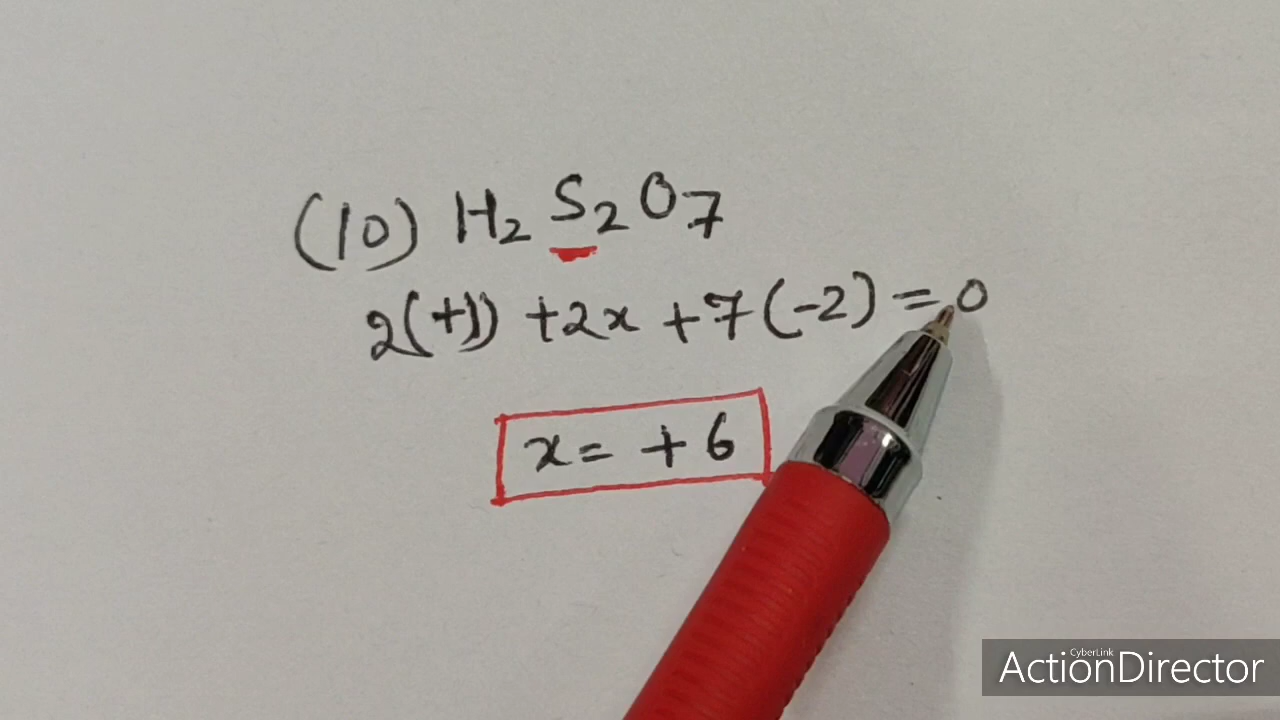 (10) H₂S₂O₇
2(+1) + 2x + 7(-2) = 0
x = +6
CyberLink
ActionDirector